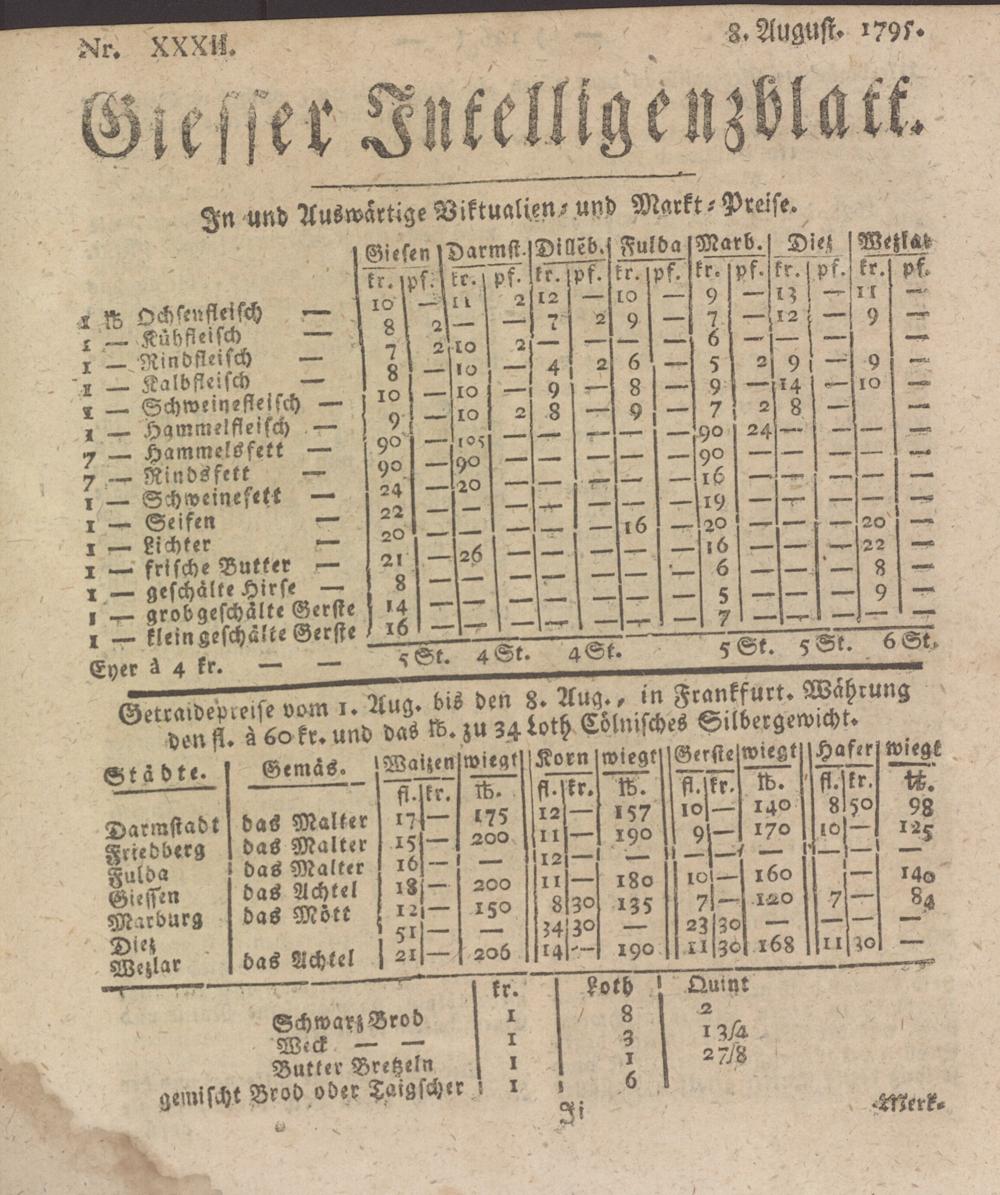 Nr. XXXII.
8. August. 1795.
Giesser Intelligenzblatt.
In und Auswärtige Viktualien- und Markt-Preise.
Giesen Darmst. Dillēb. Fulda Marb. Diez Wezlar
kr. pf. kr. pf. kr. pf. kr. pf. kr. pf. kr. pf. kr. pf.
1 ℔ Ochsenfleisch — 10 — 11 2 12 — 10 — 9 — 13 — 11 —
1 — Kühfleisch 8 2 — — 7 2 9 — 7 — 12 — 9 —
1 — Rindfleisch — 7 2 10 2 — — — — 6 — — — — —
1 — Kalbfleisch — 8 — 10 — 4 2 6 — 5 2 9 — 9 —
1 — Schweinefleisch — 10 — 10 — 9 — 8 — 9 — 14 — 10 —
1 — Hammelfleisch — 9 — 10 2 8 — 9 — 7 2 8 — — —
7 — Hammelsfett — 90 — 105 — — — — — 90 24 — — — —
7 — Rindsfett — 90 — 90 — — — — — 90 — — — — —
1 — Schweinefett — 24 — 20 — — — — — 16 — — — — —
1 — Seifen — 22 — — — — — — — 19 — — — — —
1 — Lichter — 20 — — — — — 16 — 20 — — — 20 —
1 — frische Butter — 21 — 26 — — — — — 16 — — — 22 —
1 — geschälte Hirse — 8 — — — — — — — 6 — — — 8 —
1 — grob geschälte Gerste 14 — — — — — — — 5 — — — 9 —
1 — klein geschälte Gerste 16 — — — — — — — 7 — — — — —
Eyer à 4 kr. — — 5 St. 4 St. 4 St. 5 St. 5 St. 6 St.
Getraidepreise vom 1. Aug. bis den 8. Aug., in Frankfurt. Währung
den fl. à 60 kr. und das ℔. zu 34 Loth Cölnisches Silbergewicht.
Städte. Gemäs. Waizen wiegt Korn wiegt Gerste wiegt Hafer wiegt
fl. kr. ℔. fl. kr. ℔. fl. kr. ℔. fl. kr. ℔.
Darmstadt das Malter 17 — 175 12 — 157 10 — 140 8 50 98
Friedberg das Malter 15 — 200 11 — 190 9 — 170 10 — 125
Fulda das Malter 16 — — 12 — — — — — — — —
Giessen das Achtel 18 — 200 11 — 180 10 — 160 — 140
Marburg das Mött 12 — 150 8 30 135 7 — 120 7 — 84
Diez 51 — — 34 30 — 23 30 — — — —
Wezlar das Achtel 21 — 206 14 — 190 11 30 168 11 30 —
kr. Loth Quint
Schwarz Brod 1 8 2
Weck — — 1 3 1 3/4
Butter Bretzeln 1 1 2 7/8
gemischt Brod oder Taigscher 1 6
Ji
Merk-